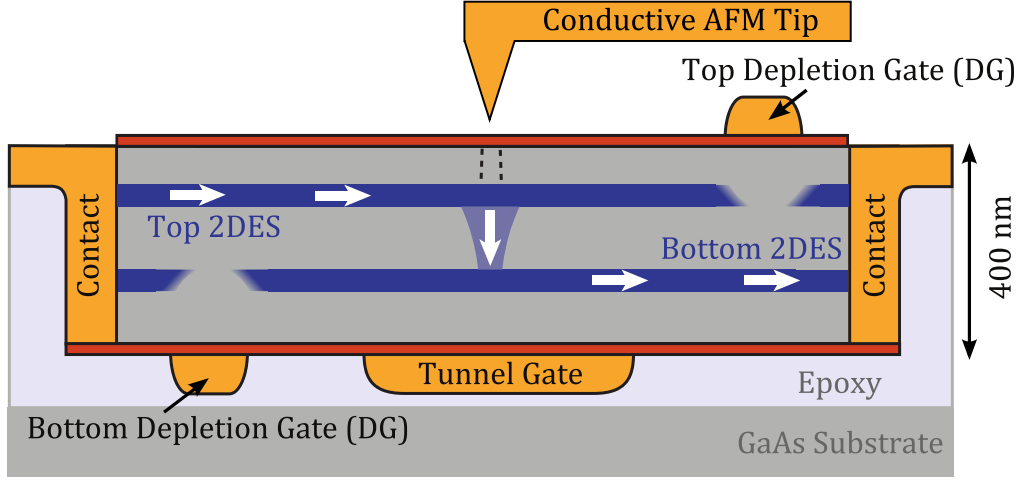 Conductive AFM Tip
Top Depletion Gate (DG)
Contact
Top 2DES
Bottom 2DES
Contact
400 nm
Tunnel Gate
Epoxy
Bottom Depletion Gate (DG)
GaAs Substrate